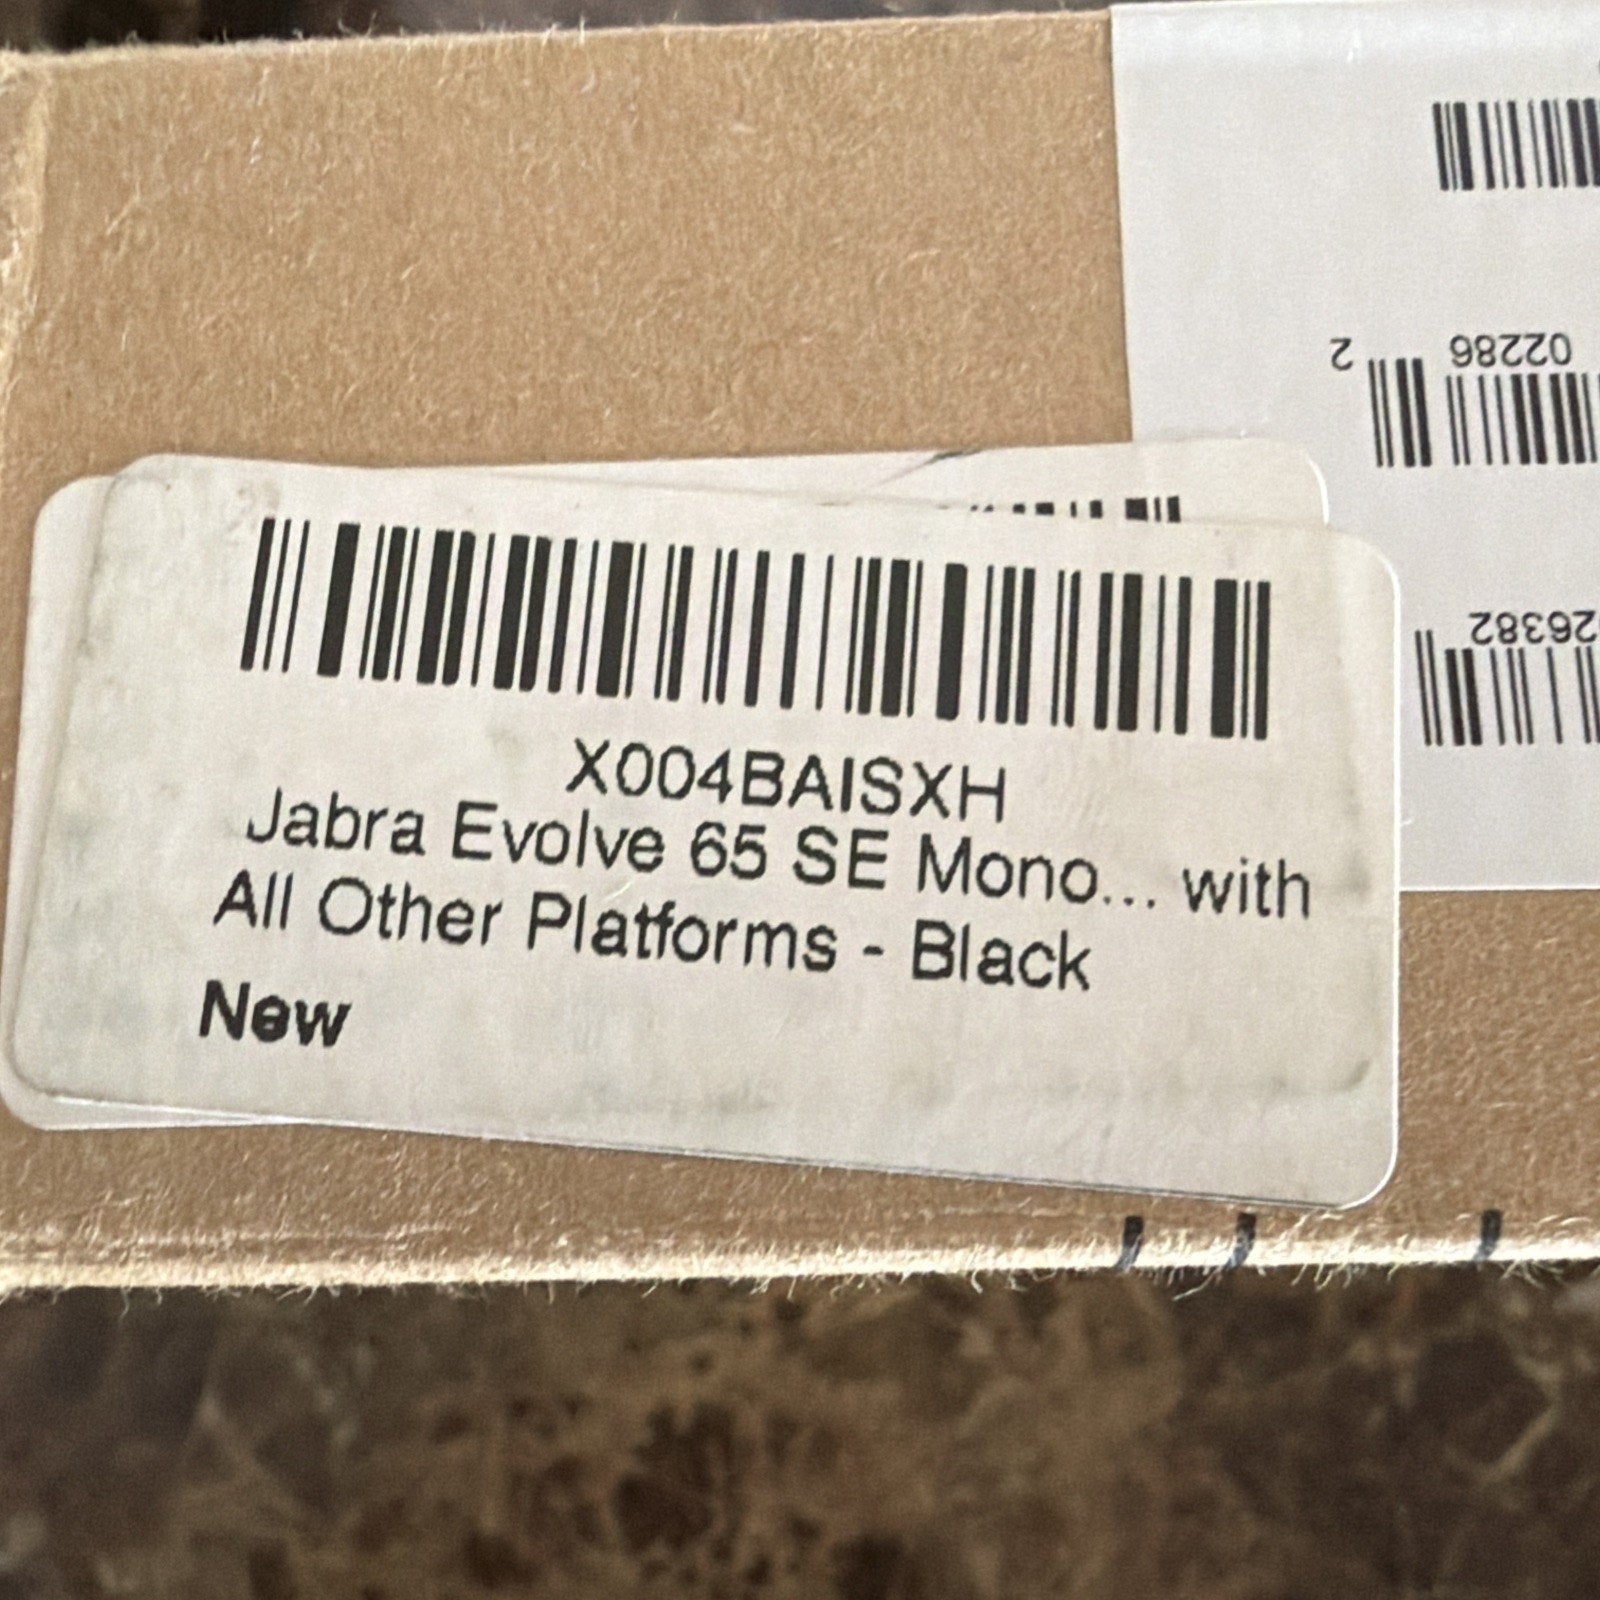 2 02286
26382
X004BAISXH
Jabra Evolve 65 SE Mono... with
All Other Platforms - Black
New